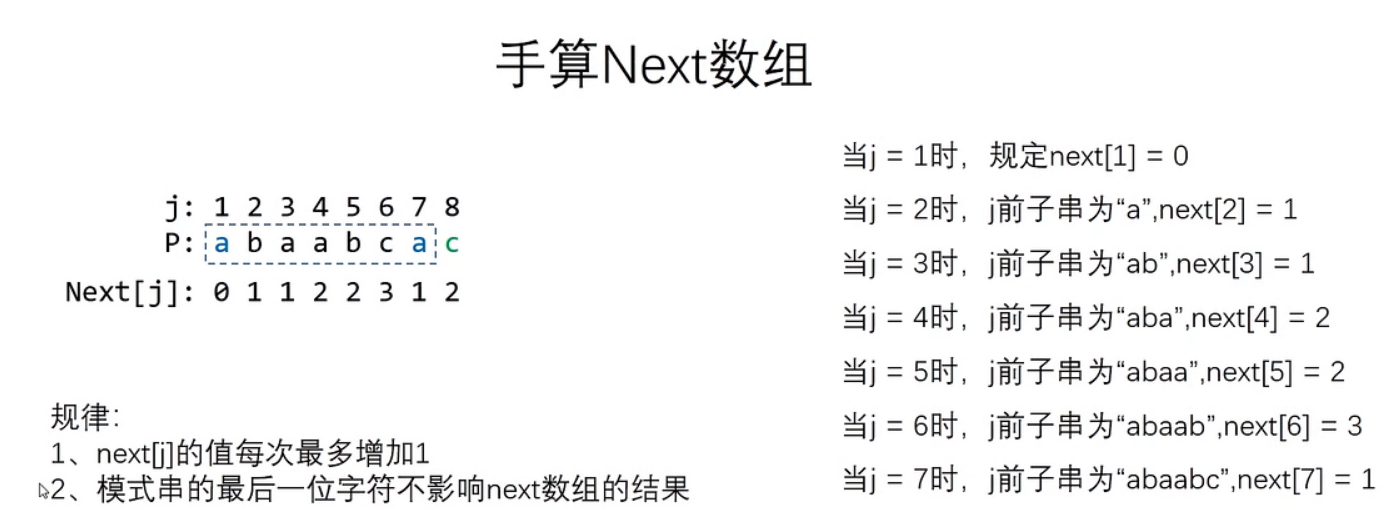 手算Next数组
j: 1 2 3 4 5 6 7 8
P: a b a a b c a c
Next[j]: 0 1 1 2 2 3 1 2
规律:
1、next[j]的值每次最多增加1
2、模式串的最后一位字符不影响next数组的结果
当j = 1时，规定next[1] = 0
当j = 2时，j前子串为“a”,next[2] = 1
当j = 3时，j前子串为“ab”,next[3] = 1
当j = 4时，j前子串为“aba”,next[4] = 2
当j = 5时，j前子串为“abaa”,next[5] = 2
当j = 6时，j前子串为“abaab”,next[6] = 3
当j = 7时，j前子串为“abaabc”,next[7] = 1